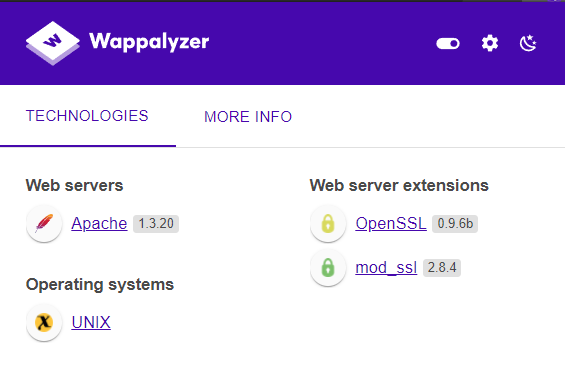 Wappalyzer
TECHNOLOGIES MORE INFO
Web servers
Apache 1.3.20
Operating systems
UNIX
Web server extensions
OpenSSL 0.9.6b
mod_ssl 2.8.4